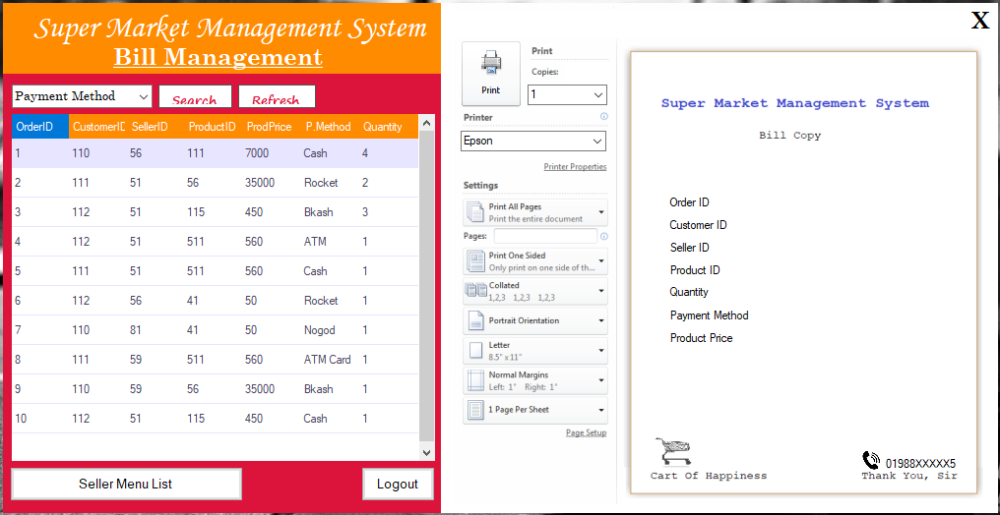 Super Market Management System
Bill Management
X
Payment Method
Search
Refresh
OrderID CustomerID SellerID ProductID ProdPrice P.Method Quantity
1 110 56 111 7000 Cash 4
2 111 51 56 35000 Rocket 2
3 112 51 115 450 Bkash 3
4 112 51 511 560 ATM 1
5 111 51 511 560 Cash 1
6 112 56 41 50 Rocket 1
7 110 81 41 50 Nogod 1
8 111 59 511 560 ATM Card 1
9 110 59 56 35000 Bkash 1
10 112 51 115 450 Cash 1
Seller Menu List
Logout
Print
Print
Copies:
1
Printer
Epson
Printer Properties
Settings
Print All Pages
Print the entire document
Pages:
Print One Sided
Only print on one side of th...
Collated
1,2,3 1,2,3 1,2,3
Portrait Orientation
Letter
8.5" x 11"
Normal Margins
Left: 1" Right: 1"
1 Page Per Sheet
Page Setup
Super Market Management System
Bill Copy
Order ID
Customer ID
Seller ID
Product ID
Quantity
Payment Method
Product Price
Cart Of Happiness
01988XXXXX5
Thank You, Sir